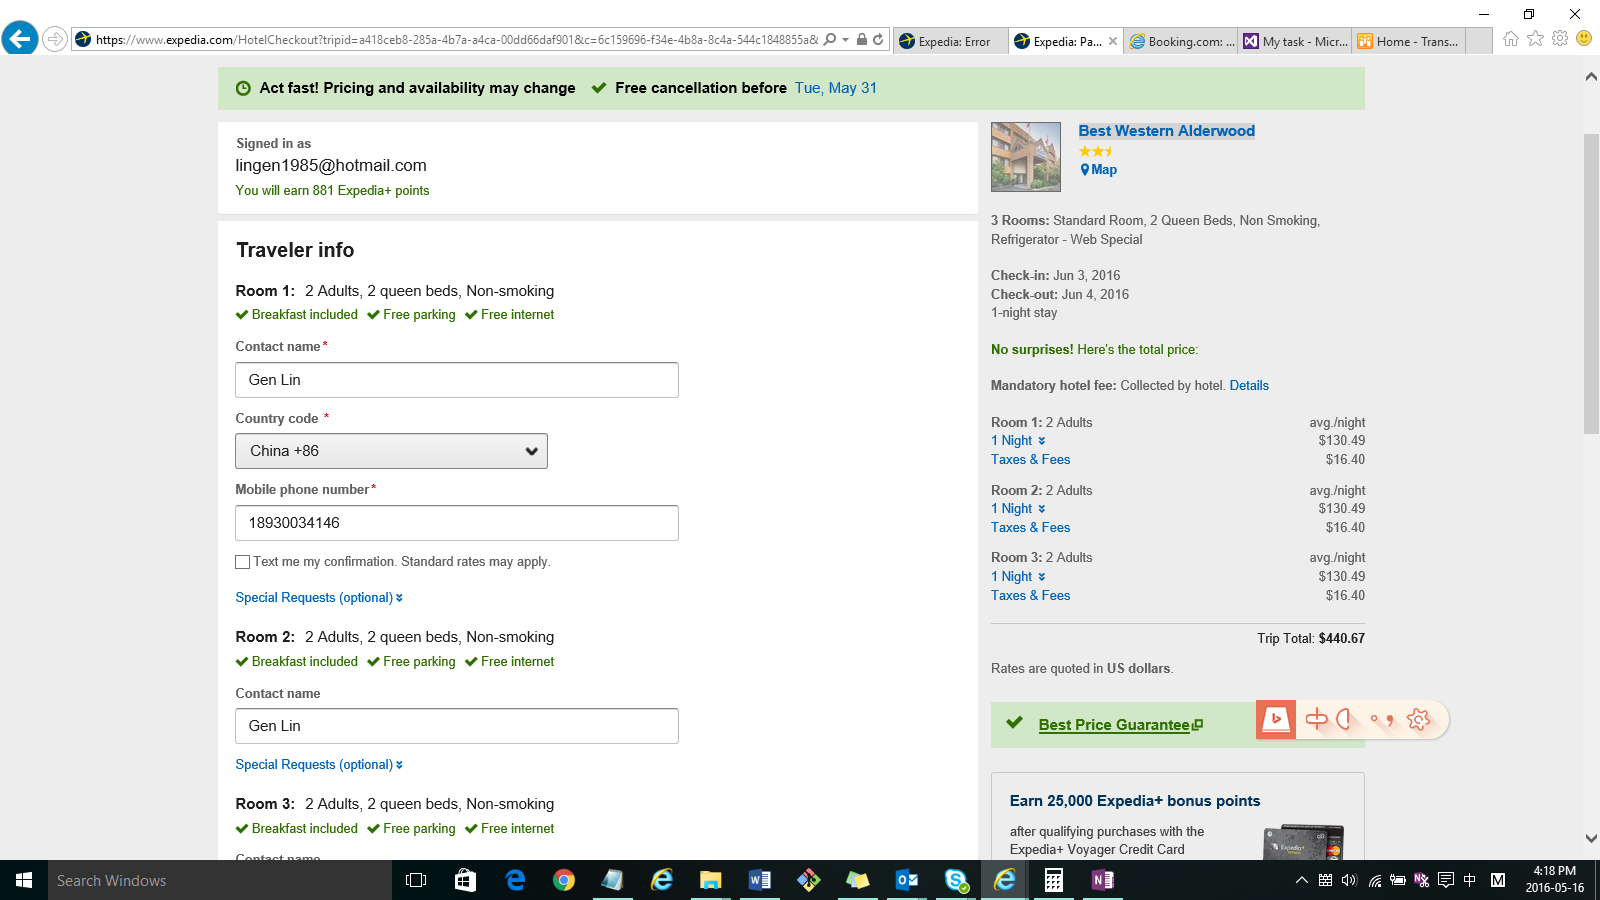 https://www.expedia.com/HotelCheckout?tripid=a418ceb8-285a-4b7a-a4ca-00dd66daf901&c=6c159696-f34e-4b8a-8c4a-544c1848855a&
Expedia: Error
Expedia: Pa...
Booking.com: ...
My task - Micr...
Home - Trans...
Act fast! Pricing and availability may change
Free cancellation before Tue, May 31
Signed in as
lingen1985@hotmail.com
You will earn 881 Expedia+ points
Traveler info
Room 1: 2 Adults, 2 queen beds, Non-smoking
Breakfast included Free parking Free internet
Contact name*
Gen Lin
Country code *
China +86
Mobile phone number*
18930034146
Text me my confirmation. Standard rates may apply.
Special Requests (optional)
Room 2: 2 Adults, 2 queen beds, Non-smoking
Breakfast included Free parking Free internet
Contact name
Gen Lin
Special Requests (optional)
Room 3: 2 Adults, 2 queen beds, Non-smoking
Breakfast included Free parking Free internet
Contact name
Best Western Alderwood
Map
3 Rooms: Standard Room, 2 Queen Beds, Non Smoking,
Refrigerator - Web Special
Check-in: Jun 3, 2016
Check-out: Jun 4, 2016
1-night stay
No surprises! Here's the total price:
Mandatory hotel fee: Collected by hotel. Details
Room 1: 2 Adults avg./night
1 Night $130.49
Taxes & Fees $16.40
Room 2: 2 Adults avg./night
1 Night $130.49
Taxes & Fees $16.40
Room 3: 2 Adults avg./night
1 Night $130.49
Taxes & Fees $16.40
Trip Total: $440.67
Rates are quoted in US dollars.
Best Price Guarantee
中
Earn 25,000 Expedia+ bonus points
after qualifying purchases with the
Expedia+ Voyager Credit Card
Expedia+
citi
Search Windows
中
M
4:18 PM
2016-05-16